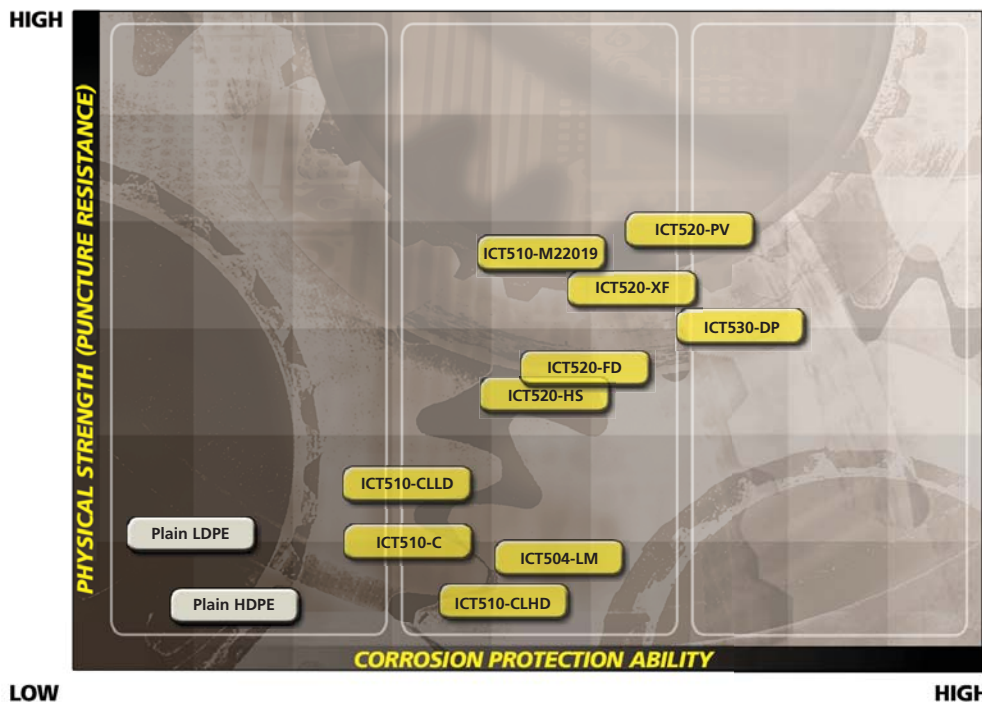 HIGH
PHYSICAL STRENGTH (PUNCTURE RESISTANCE)
ICT520-PV
ICT510-M22019
ICT520-XF
ICT530-DP
ICT520-FD
ICT520-HS
ICT510-CLLD
Plain LDPE
ICT510-C
ICT504-LM
Plain HDPE
ICT510-CLHD
CORROSION PROTECTION ABILITY
LOW
HIGH